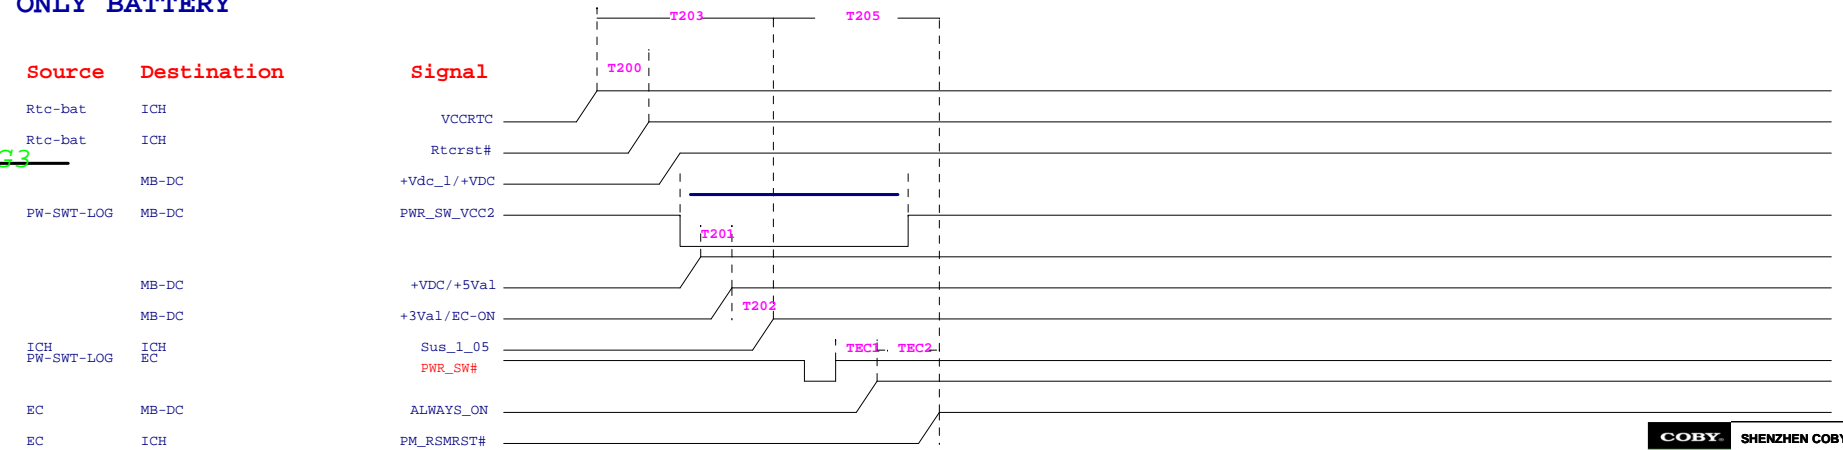 ONLY BATTERY
T203 T205
Source Destination Signal T200
Rtc-bat ICH VCCRTC
Rtc-bat ICH Rtcrst#
G3
MB-DC +Vdc_1/+VDC
PW-SWT-LOG MB-DC PWR_SW_VCC2
T201
MB-DC +VDC/+5Val
T202
MB-DC +3Val/EC-ON
ICH ICH Sus_1_05 TEC1 TEC2
PW-SWT-LOG EC PWR_SW#
EC MB-DC ALWAYS_ON
EC ICH PM_RSMRST#
COBY SHENZHEN COBY